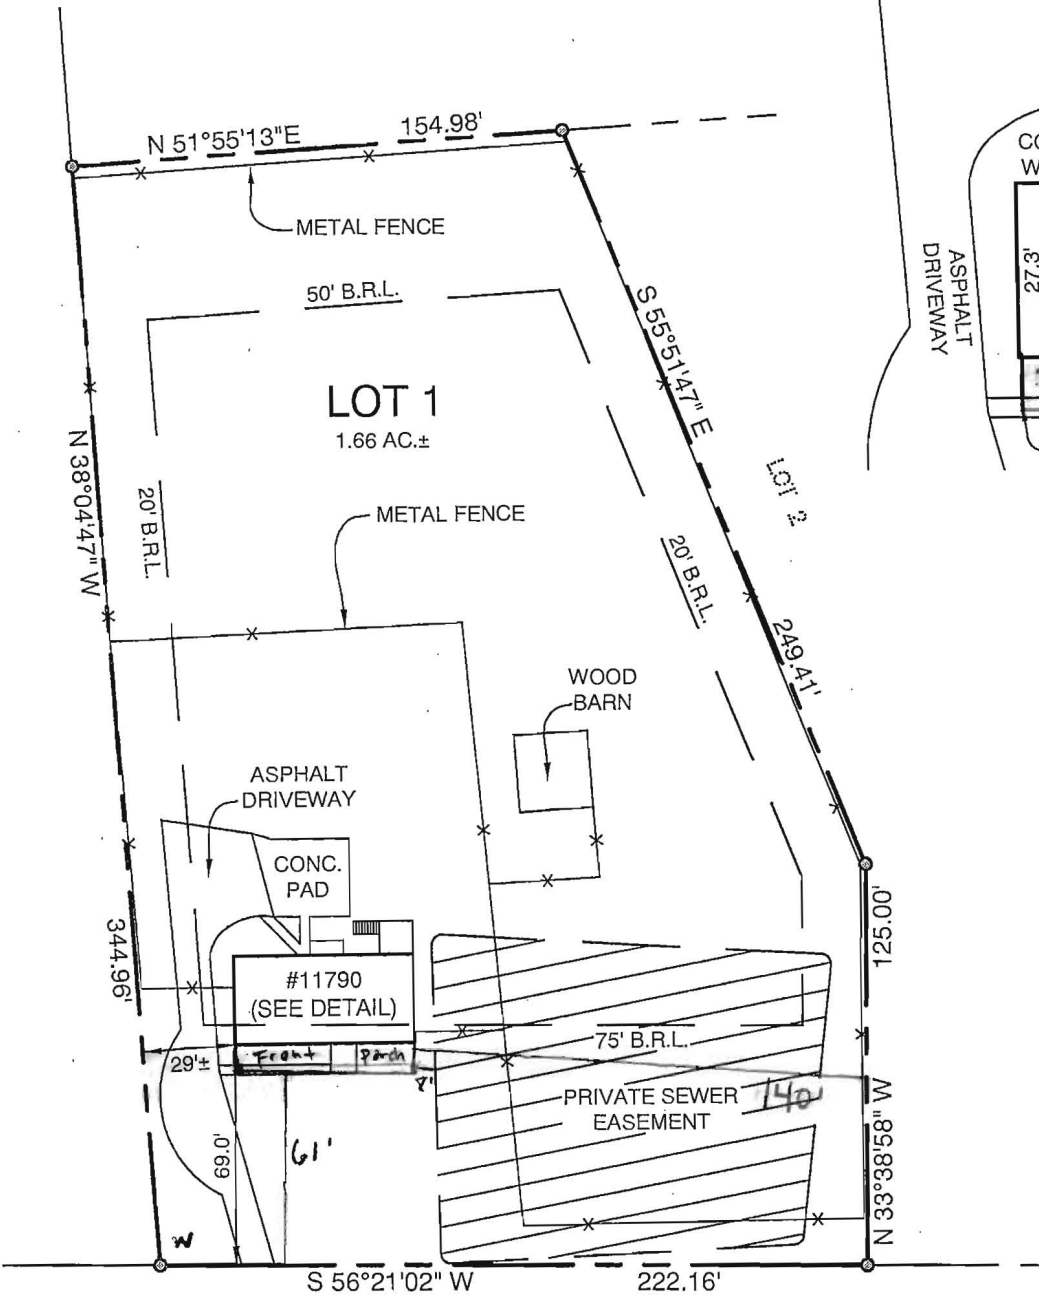 N 51°55'13"E 154.98'
METAL FENCE
50' B.R.L.
LOT 1
1.66 AC.±
S 55°51'47" E
249.41'
LOT 2
ASPHALT
DRIVEWAY
CO
W
27.3'
N 38°04'47" W
344.96'
20' B.R.L.
METAL FENCE
20' B.R.L.
WOOD
BARN
ASPHALT
DRIVEWAY
CONC.
PAD
#11790
(SEE DETAIL)
125.00'
75' B.R.L.
29'±
Front Porch
8'
PRIVATE SEWER
EASEMENT
140'
69.0'
61'
N 33°38'58" W
W
S 56°21'02" W 222.16'